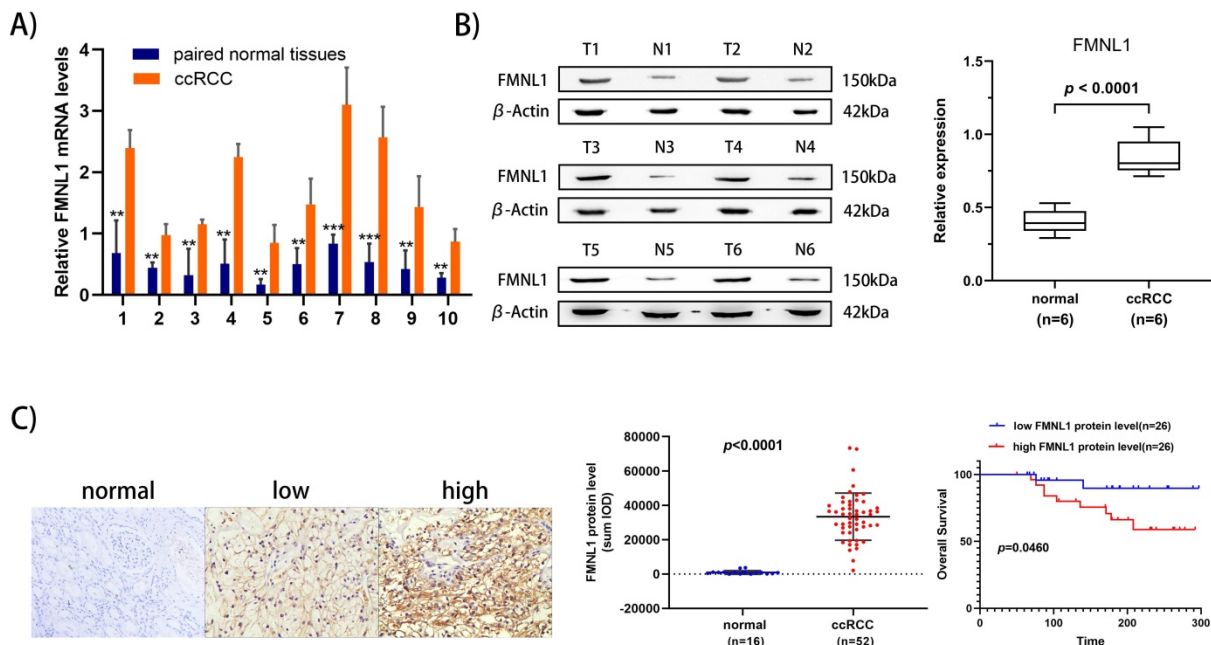 A)
Relative FMNL1 mRNA levels
4
3
2
1
0
paired normal tissues
ccRCC
** ** ** ** ** ** *** *** ** **
1 2 3 4 5 6 7 8 9 10
B)
T1 N1 T2 N2
FMNL1 150kDa
β-Actin 42kDa
T3 N3 T4 N4
FMNL1 150kDa
β-Actin 42kDa
T5 N5 T6 N6
FMNL1 150kDa
β-Actin 42kDa
FMNL1
p < 0.0001
Relative expression
1.5
1.0
0.5
0.0
normal ccRCC
(n=6) (n=6)
C)
normal low high
FMNL1 protein level
(sum IOD)
80000
60000
40000
20000
0
-20000
p<0.0001
normal ccRCC
(n=16) (n=52)
low FMNL1 protein level(n=26)
high FMNL1 protein level(n=26)
Overall Survival
100
50
0
p=0.0460
0 100 200 300
Time